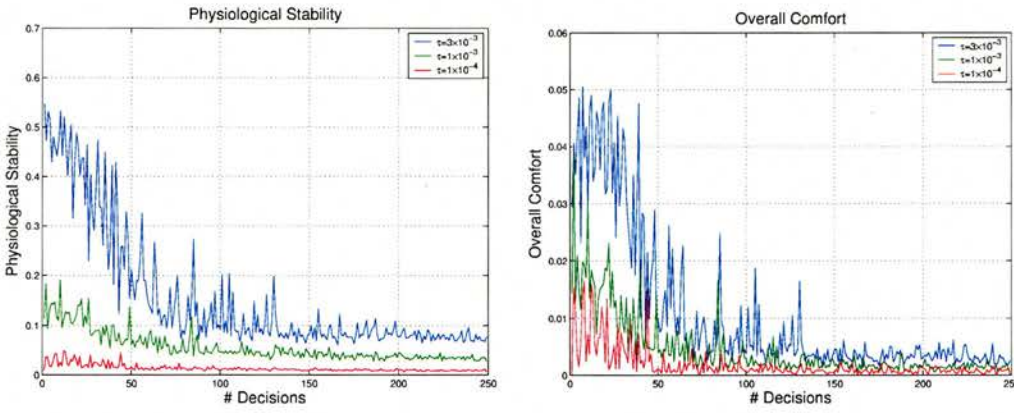 Physiological Stability
0.7
0.6
0.5
0.4
0.3
0.2
0.1
0
Physiological Stability
τ=3×10⁻³
τ=1×10⁻³
τ=1×10⁻⁴
0 50 100 150 200 250
# Decisions
Overall Comfort
0.06
0.05
0.04
0.03
0.02
0.01
0
Overall Comfort
τ=3×10⁻³
τ=1×10⁻³
τ=1×10⁻⁴
0 50 100 150 200 250
# Decisions